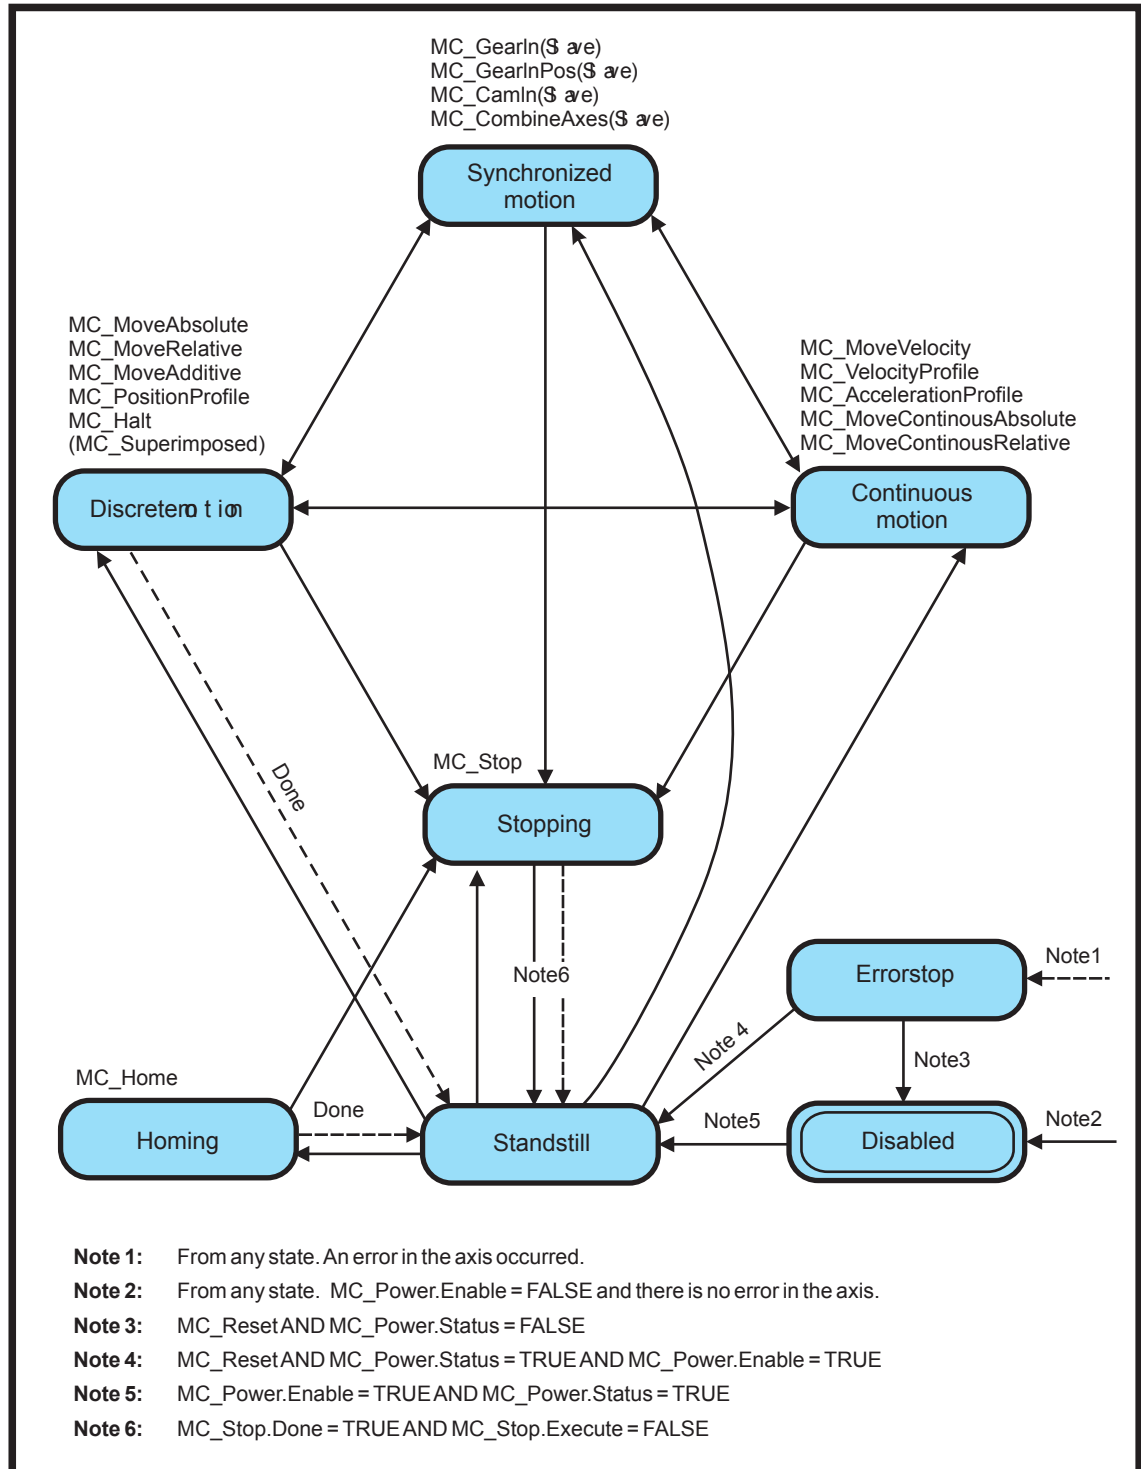 MC_GearIn(Slave)
MC_GearInPos(Slave)
MC_CamIn(Slave)
MC_CombineAxes(Slave)
Synchronized
motion
MC_MoveAbsolute
MC_MoveRelative
MC_MoveAdditive
MC_PositionProfile
MC_Halt
(MC_Superimposed)
MC_MoveVelocity
MC_VelocityProfile
MC_AccelerationProfile
MC_MoveContinousAbsolute
MC_MoveContinousRelative
Discrete motion
Continuous
motion
Done
MC_Stop
Stopping
Note6
Errorstop
Note1
Note 4
Note3
MC_Home
Homing
Done
Standstill
Note5
Disabled
Note2
Note 1: From any state. An error in the axis occurred.
Note 2: From any state. MC_Power.Enable = FALSE and there is no error in the axis.
Note 3: MC_Reset AND MC_Power.Status = FALSE
Note 4: MC_Reset AND MC_Power.Status = TRUE AND MC_Power.Enable = TRUE
Note 5: MC_Power.Enable = TRUE AND MC_Power.Status = TRUE
Note 6: MC_Stop.Done = TRUE AND MC_Stop.Execute = FALSE